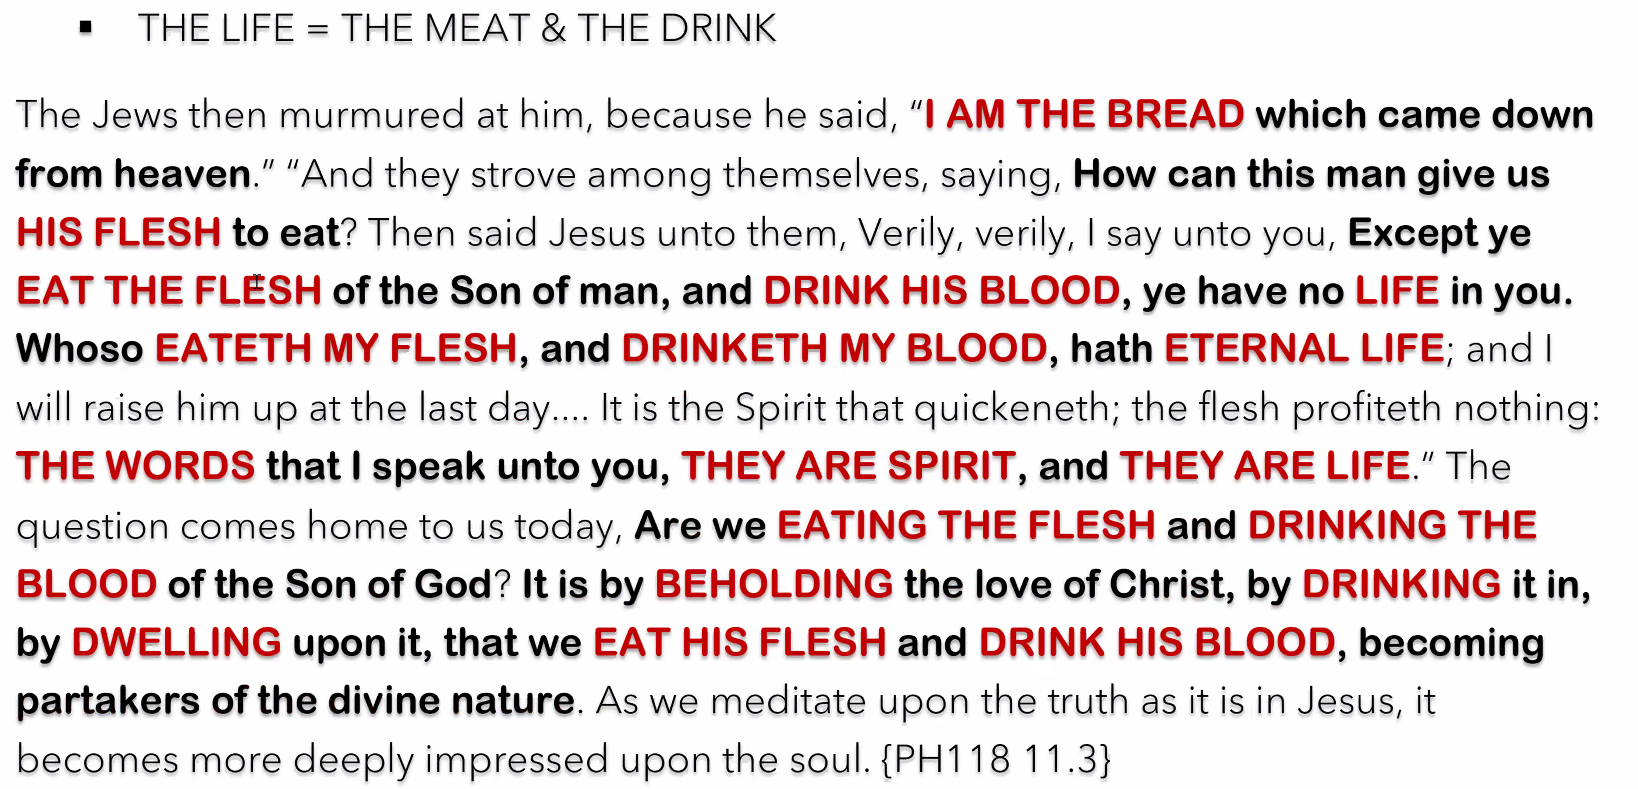 ▪ THE LIFE = THE MEAT & THE DRINK
The Jews then murmured at him, because he said, “I AM THE BREAD which came down
from heaven.” “And they strove among themselves, saying, How can this man give us
HIS FLESH to eat? Then said Jesus unto them, Verily, verily, I say unto you, Except ye
EAT THE FLESH of the Son of man, and DRINK HIS BLOOD, ye have no LIFE in you.
Whoso EATETH MY FLESH, and DRINKETH MY BLOOD, hath ETERNAL LIFE; and I
will raise him up at the last day.... It is the Spirit that quickeneth; the flesh profiteth nothing:
THE WORDS that I speak unto you, THEY ARE SPIRIT, and THEY ARE LIFE.” The
question comes home to us today, Are we EATING THE FLESH and DRINKING THE
BLOOD of the Son of God? It is by BEHOLDING the love of Christ, by DRINKING it in,
by DWELLING upon it, that we EAT HIS FLESH and DRINK HIS BLOOD, becoming
partakers of the divine nature. As we meditate upon the truth as it is in Jesus, it
becomes more deeply impressed upon the soul. {PH118 11.3}